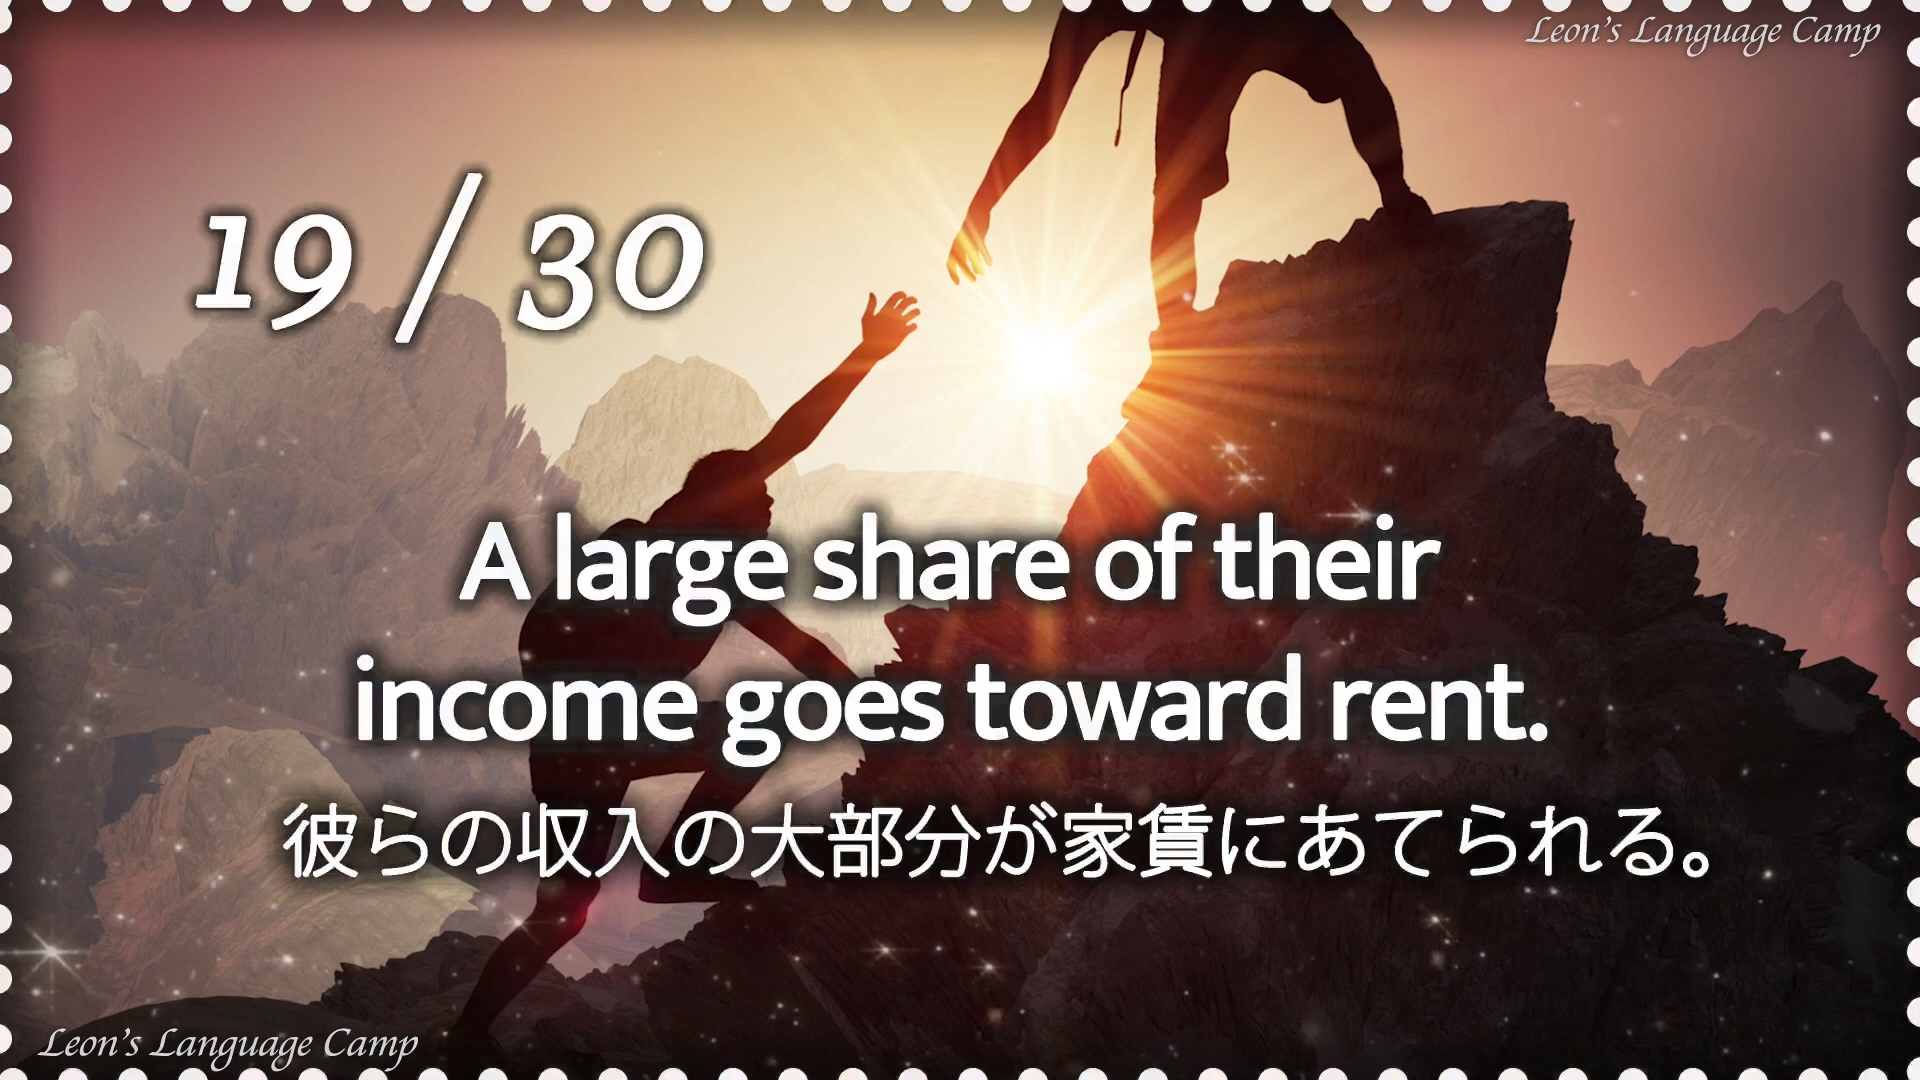 Leon's Language Camp
19 / 30
A large share of their
income goes toward rent.
彼らの収入の大部分が家賃にあてられる。
Leon's Language Camp